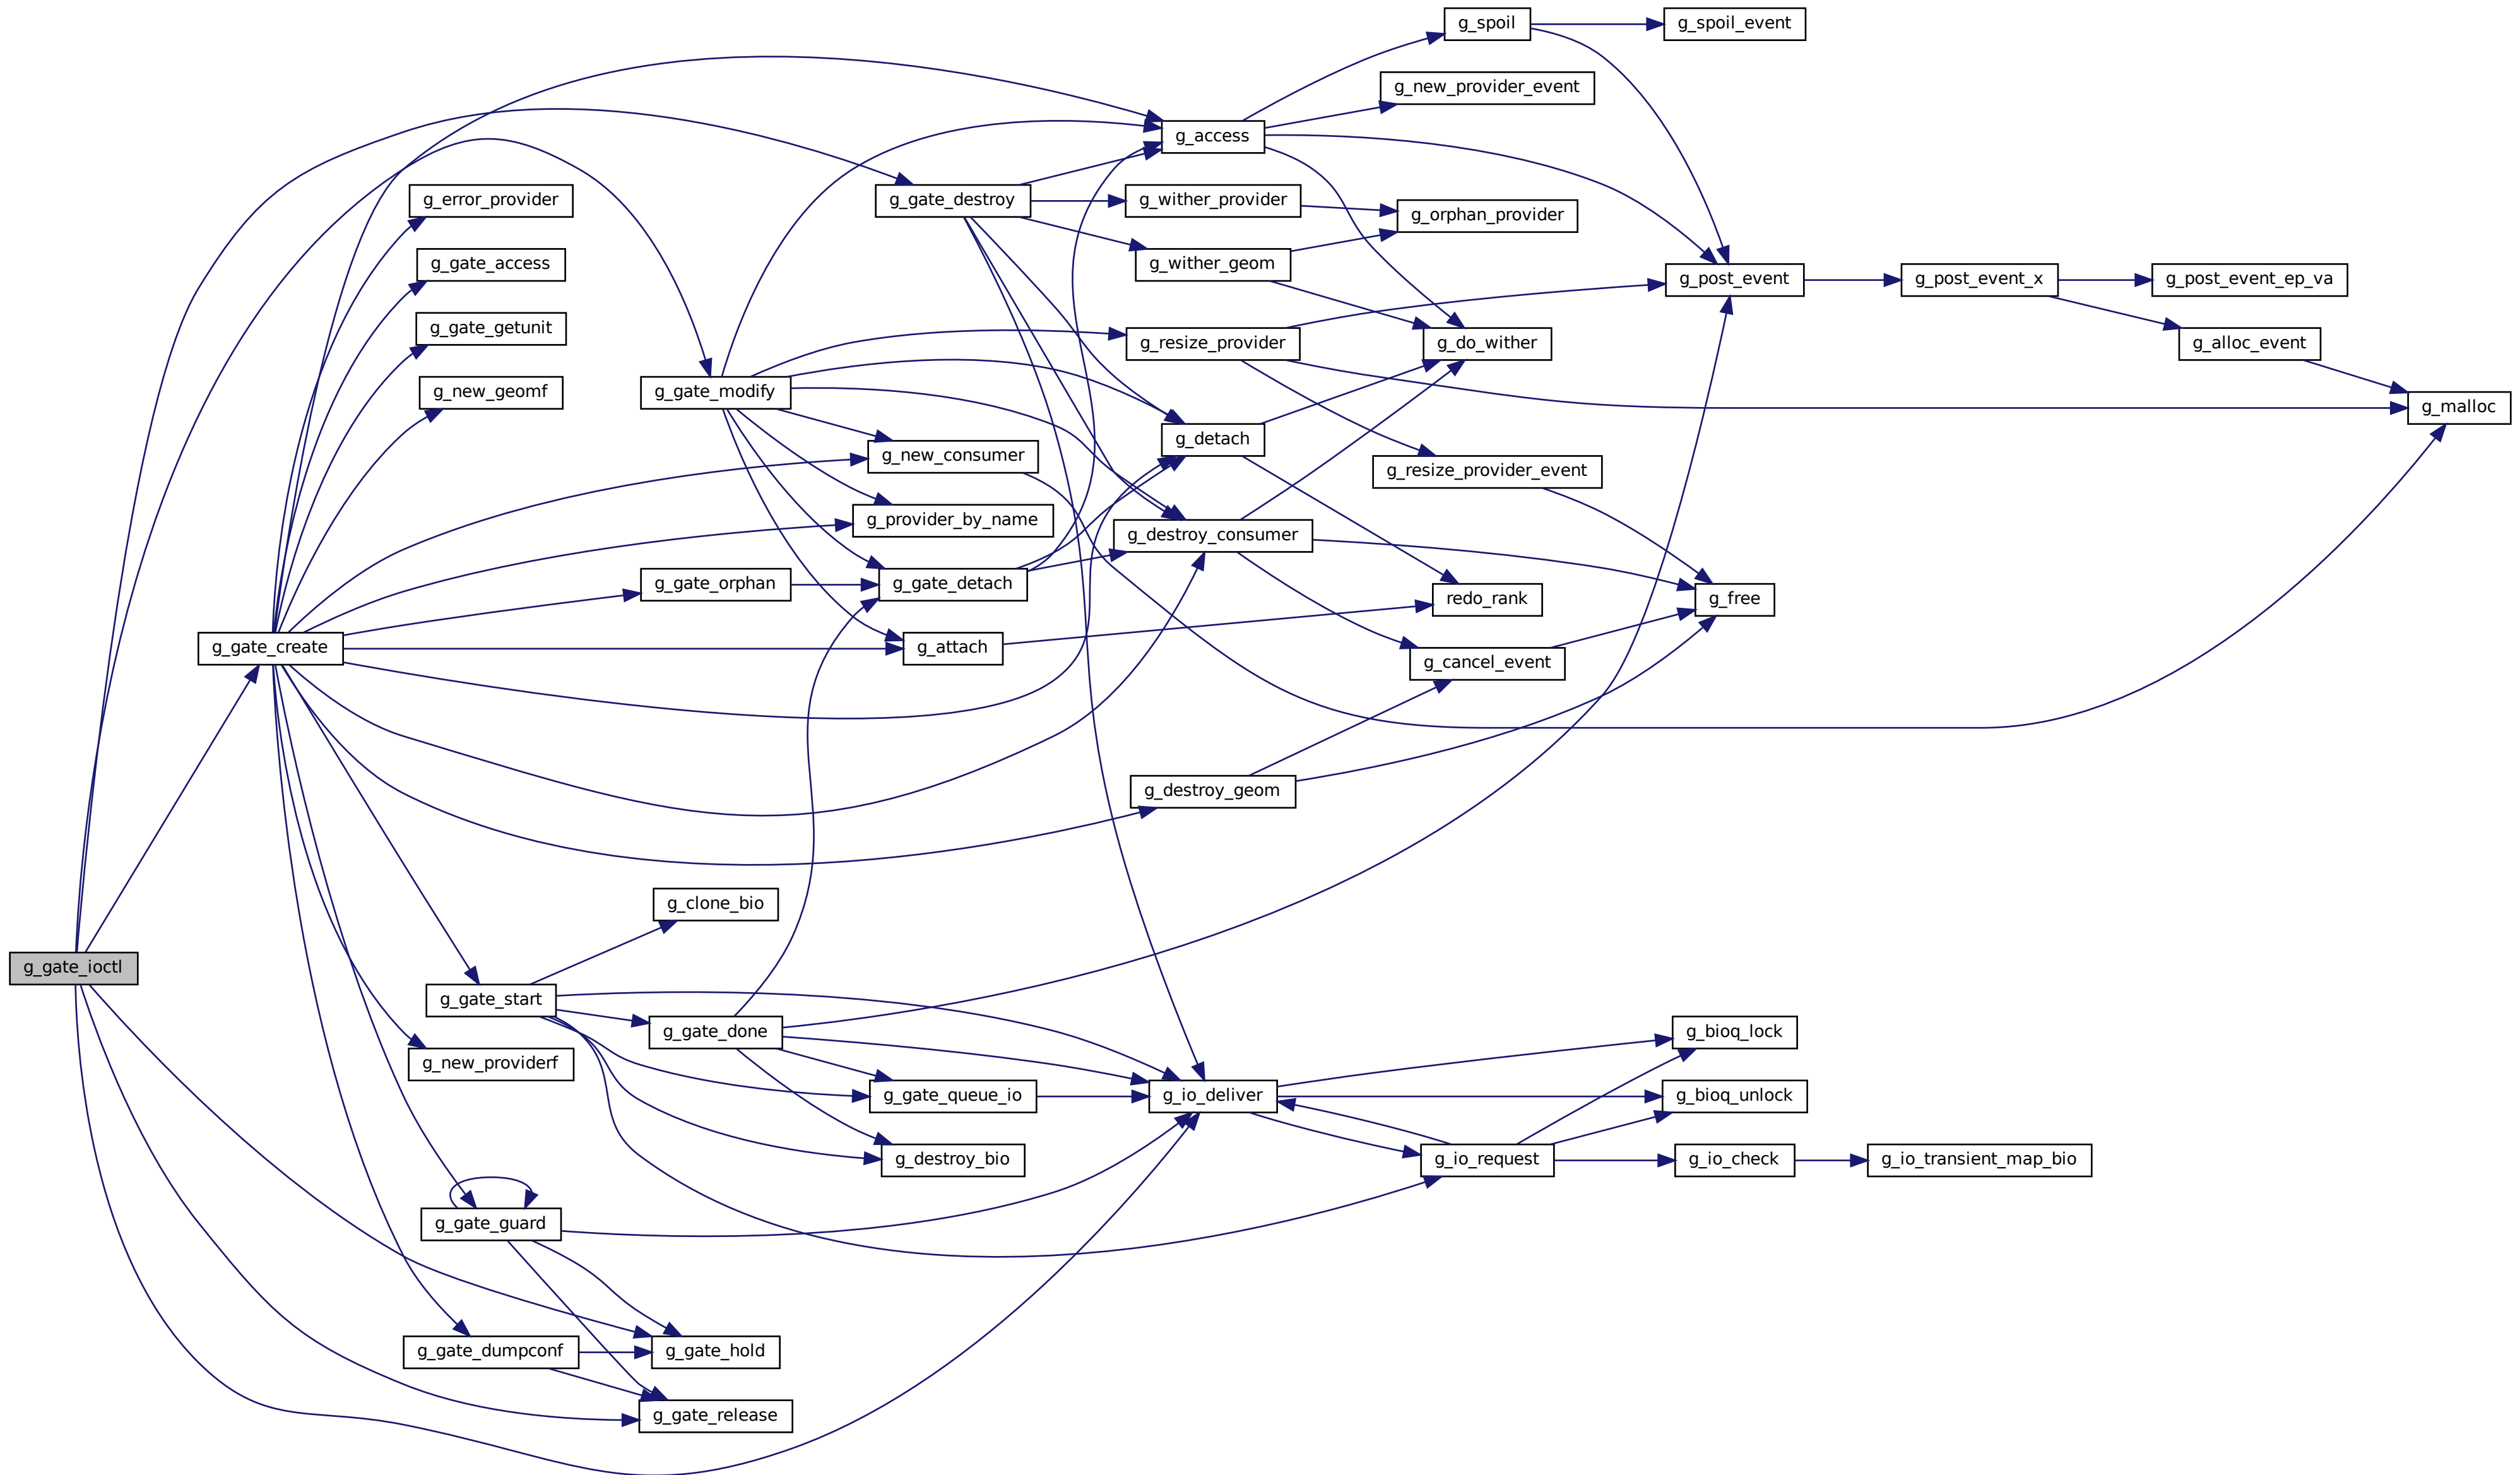 g_spoil
g_spoil_event
g_new_provider_event
g_access
g_error_provider
g_gate_destroy
g_wither_provider
g_orphan_provider
g_gate_access
g_wither_geom
g_post_event
g_post_event_x
g_post_event_ep_va
g_gate_getunit
g_resize_provider
g_do_wither
g_alloc_event
g_new_geomf
g_gate_modify
g_malloc
g_new_consumer
g_detach
g_resize_provider_event
g_provider_by_name
g_destroy_consumer
g_gate_orphan
g_gate_detach
redo_rank
g_free
g_gate_create
g_attach
g_cancel_event
g_destroy_geom
g_clone_bio
g_gate_ioctl
g_gate_start
g_gate_done
g_bioq_lock
g_new_providerf
g_gate_queue_io
g_io_deliver
g_bioq_unlock
g_destroy_bio
g_io_request
g_io_check
g_io_transient_map_bio
g_gate_guard
g_gate_dumpconf
g_gate_hold
g_gate_release